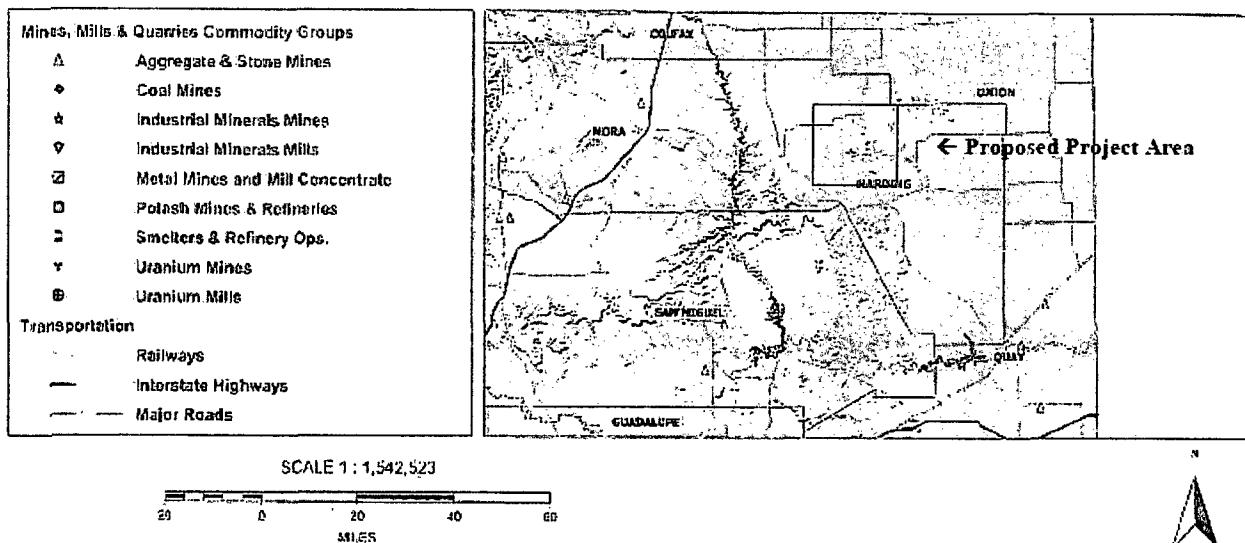 Mines, Mills & Quarries Commodity Groups
Aggregate & Stone Mines
Coal Mines
Industrial Minerals Mines
Industrial Minerals Mills
Metal Mines and Mill Concentrate
Potash Mines & Refineries
Smelters & Refinery Ops.
Uranium Mines
Uranium Mills
Transportation
Railways
Interstate Highways
Major Roads
COLFAX
UNION
MORA
← Proposed Project Area
HARDING
SAN MIGUEL
QUAY
GUADALUPE
SCALE 1 : 1,542,523
20 0 20 40 60
MILES
N